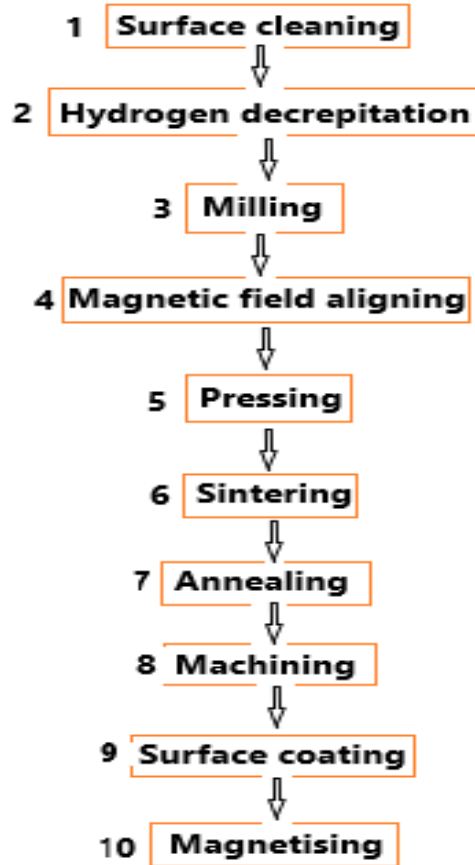 1 Surface cleaning
2 Hydrogen decrepitation
3 Milling
4 Magnetic field aligning
5 Pressing
6 Sintering
7 Annealing
8 Machining
9 Surface coating
10 Magnetising